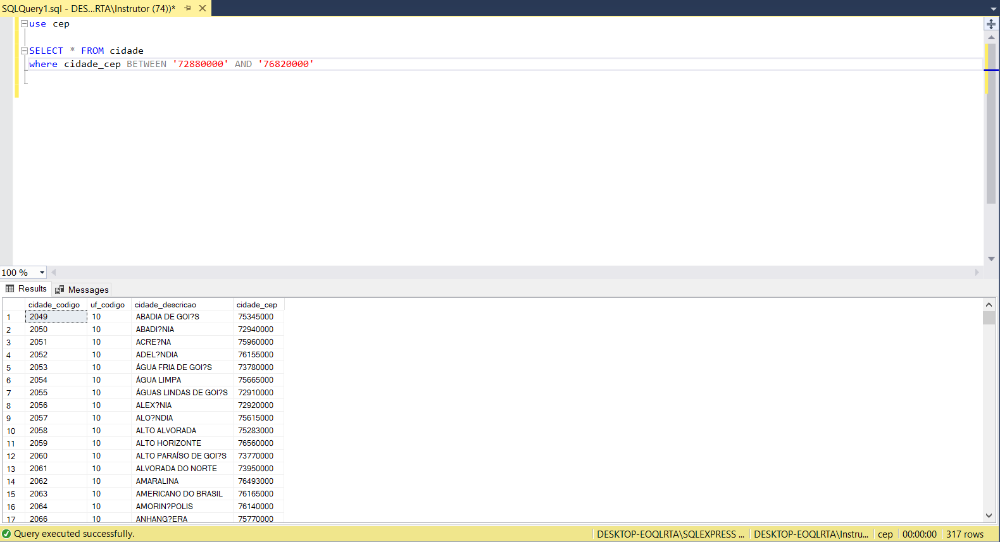 SQLQuery1.sql - DES...RTA\Instrutor (74))*
use cep
SELECT * FROM cidade
where cidade_cep BETWEEN '72880000' AND '76820000'
100 %
Results Messages
cidade_codigo uf_codigo cidade_descricao cidade_cep
1 2049 10 ABADIA DE GOI?S 75345000
2 2050 10 ABADI?NIA 72940000
3 2051 10 ACRE?NA 75960000
4 2052 10 ADEL?NDIA 76155000
5 2053 10 ÁGUA FRIA DE GOI?S 73780000
6 2054 10 ÁGUA LIMPA 75665000
7 2055 10 ÁGUAS LINDAS DE GOI?S 72910000
8 2056 10 ALEX?NIA 72920000
9 2057 10 ALO?NDIA 75615000
10 2058 10 ALTO ALVORADA 75283000
11 2059 10 ALTO HORIZONTE 76560000
12 2060 10 ALTO PARAÍSO DE GOI?S 73770000
13 2061 10 ALVORADA DO NORTE 73950000
14 2062 10 AMARALINA 76493000
15 2063 10 AMERICANO DO BRASIL 76165000
16 2064 10 AMORIN?POLIS 76140000
17 2066 10 ANHANG?ERA 75770000
Query executed successfully. DESKTOP-EOQLRTA\SQLEXPRESS ... DESKTOP-EOQLRTA\Instru... cep 00:00:00 317 rows